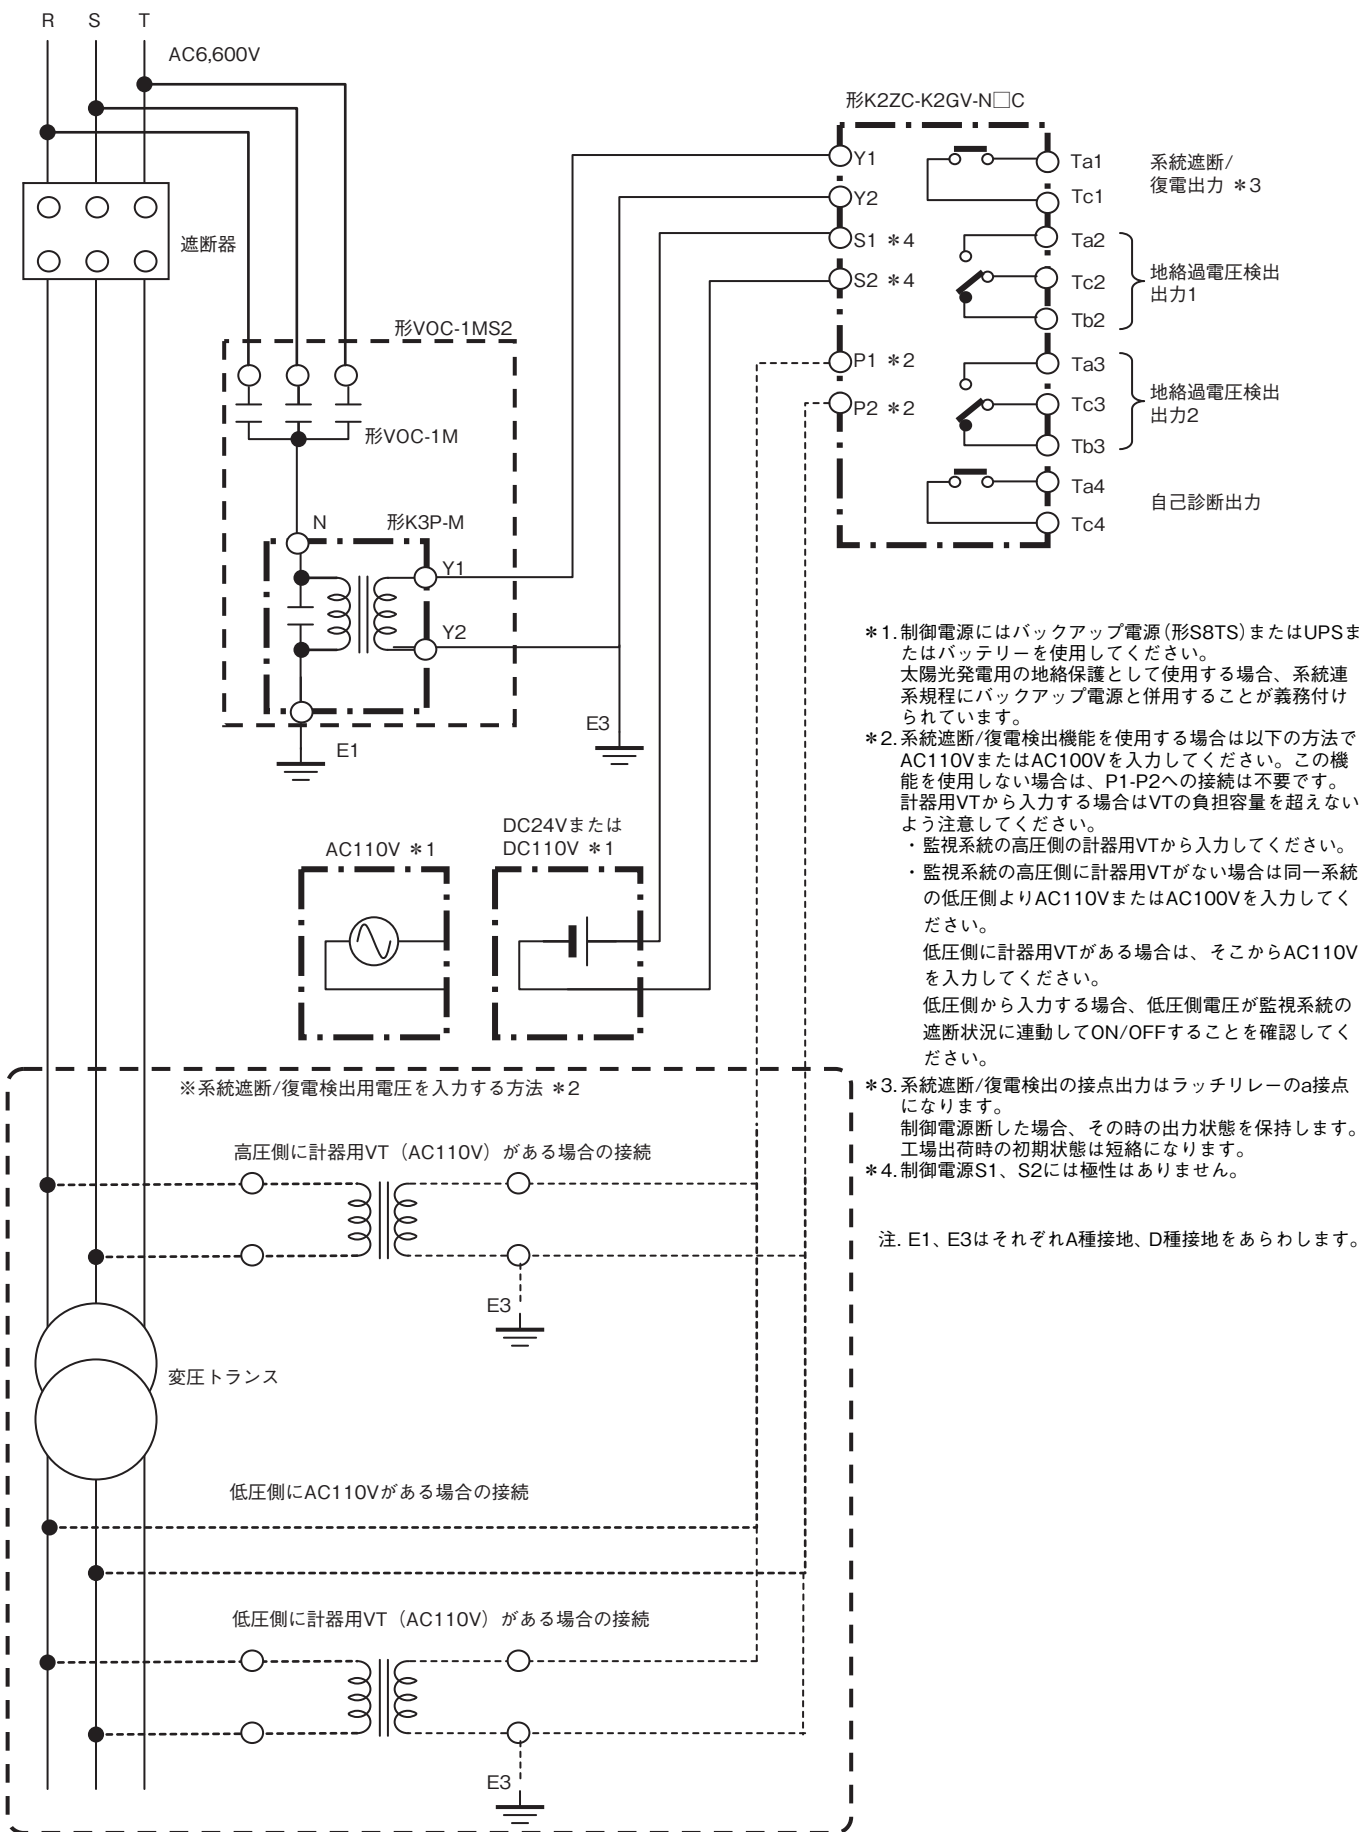 R S T
AC6,600V
遮断器
形VOC-1MS2
形VOC-1M
N 形K3P-M
Y1
Y2
E1
E3
形K2ZC-K2GV-N□C
Y1
Y2
S1 *4
S2 *4
P1 *2
P2 *2
Ta1
Tc1
Ta2
Tc2
Tb2
Ta3
Tc3
Tb3
Ta4
Tc4
系統遮断/
復電出力 *3
地絡過電圧検出
出力1
地絡過電圧検出
出力2
自己診断出力
AC110V *1
DC24Vまたは
DC110V *1
※系統遮断/復電検出用電圧を入力する方法 *2
高圧側に計器用VT（AC110V）がある場合の接続
E3
変圧トランス
低圧側にAC110Vがある場合の接続
低圧側に計器用VT（AC110V）がある場合の接続
E3
*1.制御電源にはバックアップ電源(形S8TS)またはUPSま
たはバッテリーを使用してください。
太陽光発電用の地絡保護として使用する場合、系統連
系規程にバックアップ電源と併用することが義務付け
られています。
*2.系統遮断/復電検出機能を使用する場合は以下の方法で
AC110VまたはAC100Vを入力してください。この機
能を使用しない場合は、P1-P2への接続は不要です。
計器用VTから入力する場合はVTの負担容量を超えない
よう注意してください。
・監視系統の高圧側の計器用VTから入力してください。
・監視系統の高圧側に計器用VTがない場合は同一系統
の低圧側よりAC110VまたはAC100Vを入力してく
ださい。
低圧側に計器用VTがある場合は、そこからAC110V
を入力してください。
低圧側から入力する場合、低圧側電圧が監視系統の
遮断状況に連動してON/OFFすることを確認してく
ださい。
*3.系統遮断/復電検出の接点出力はラッチリレーのa接点
になります。
制御電源断した場合、その時の出力状態を保持します。
工場出荷時の初期状態は短絡になります。
*4.制御電源S1、S2には極性はありません。
注. E1、E3はそれぞれA種接地、D種接地をあらわします。